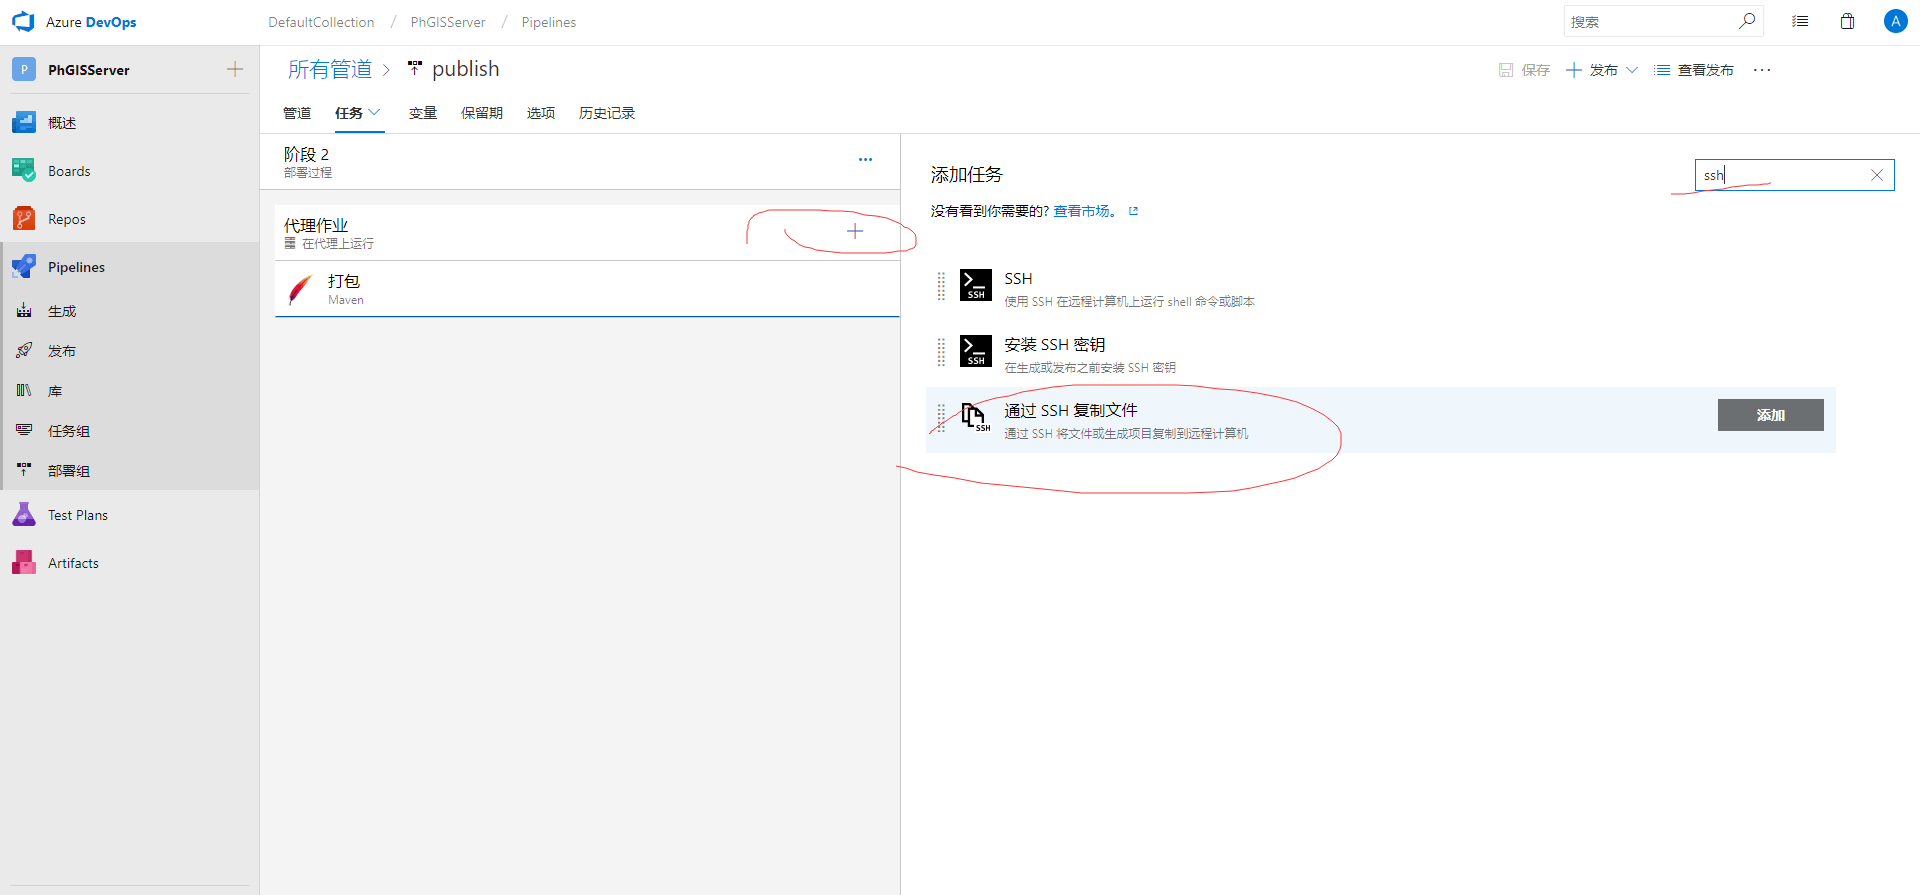 Azure DevOps
DefaultCollection / PhGISServer / Pipelines
搜索
A
P PhGISServer
所有管道 > publish
保存 + 发布 查看发布 ...
管道 任务 变量 保留期 选项 历史记录
概述
Boards
Repos
Pipelines
生成
发布
库
任务组
部署组
Test Plans
Artifacts
阶段 2
部署过程
代理作业
在代理上运行
打包
Maven
添加任务
ssh
没有看到你需要的? 查看市场。
SSH
SSH
使用 SSH 在远程计算机上运行 shell 命令或脚本
SSH
安装 SSH 密钥
在生成或发布之前安装 SSH 密钥
SSH
通过 SSH 复制文件
通过 SSH 将文件或生成项目复制到远程计算机
添加